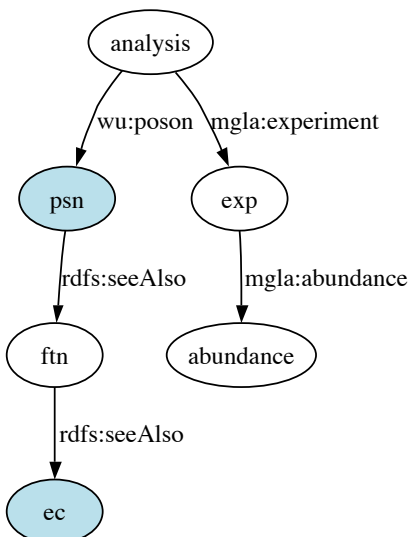 analysis
wu:poson
mgla:experiment
psn
exp
rdfs:seeAlso
mgla:abundance
ftn
abundance
rdfs:seeAlso
ec